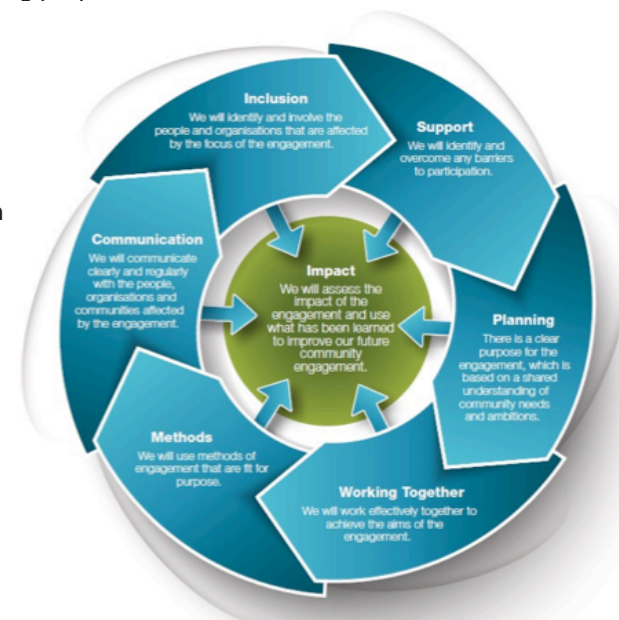 Inclusion
We will identify and involve the
people and organisations that are affected
by the focus of the engagement.
Support
We will identify and
overcome any barriers
to participation.
Planning
There is a clear
purpose for the
engagement, which is
based on a shared
understanding of
community needs
and ambitions.
Working Together
We will work effectively together to
achieve the aims of the
engagement.
Methods
We will use methods of
engagement that are fit for
purpose.
Communication
We will communicate
clearly and regularly
with the people,
organisations and
communities affected
by the engagement.
Impact
We will assess the
impact of the
engagement and use
what has been learned
to improve our future
community
engagement.